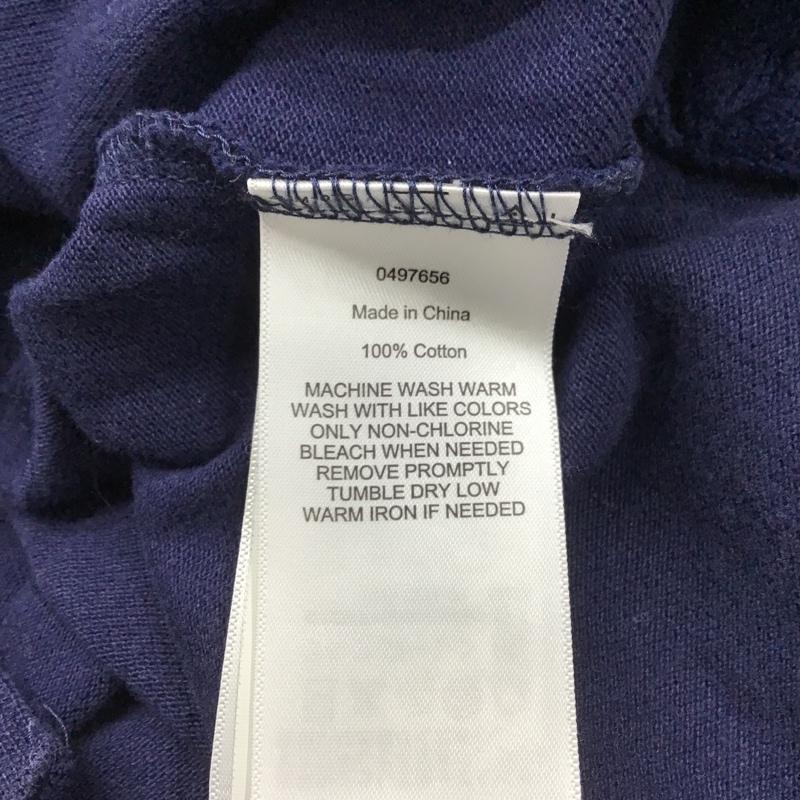 0497656
Made in China
100% Cotton
MACHINE WASH WARM
WASH WITH LIKE COLORS
ONLY NON-CHLORINE
BLEACH WHEN NEEDED
REMOVE PROMPTLY
TUMBLE DRY LOW
WARM IRON IF NEEDED